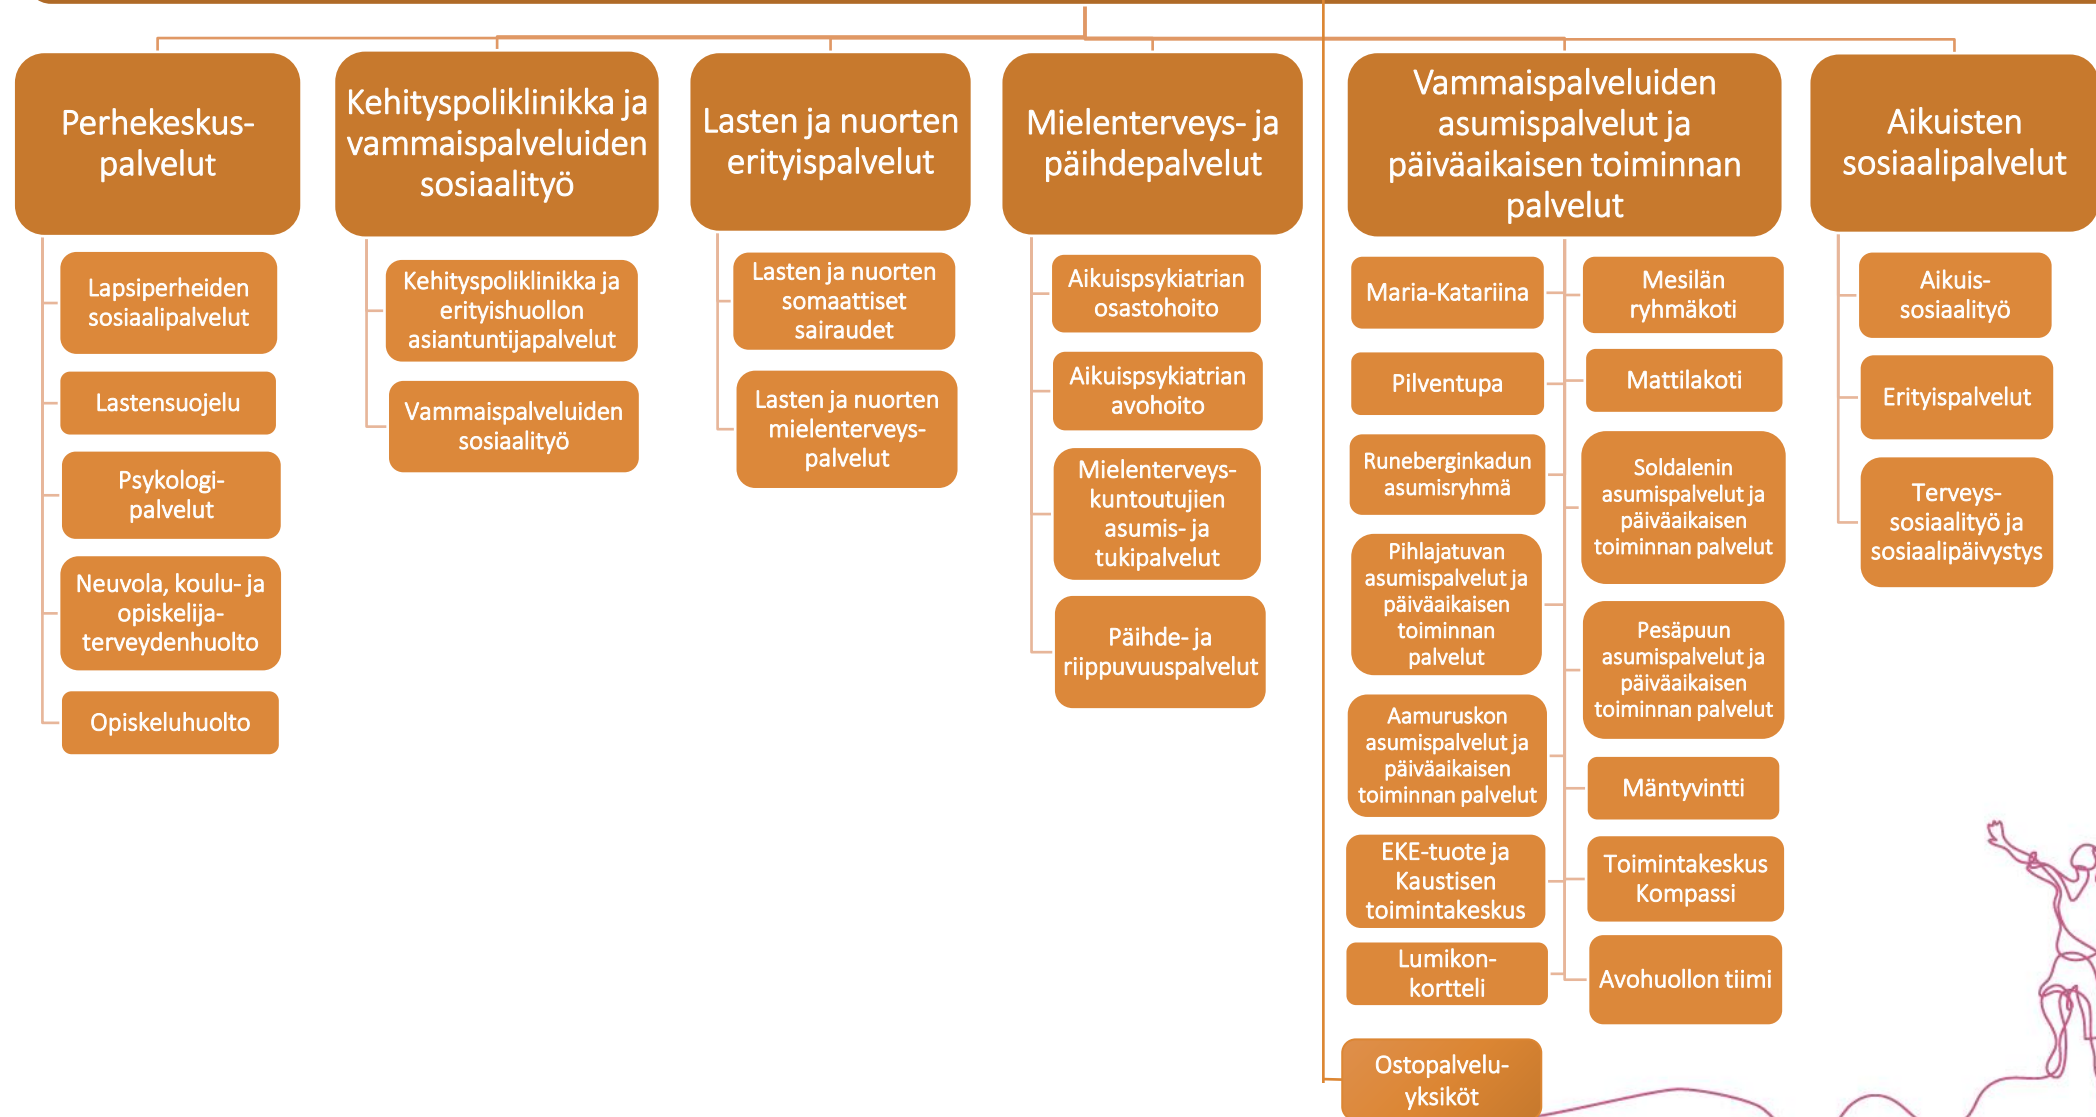 Perhekeskus-
palvelut
Lapsiperheiden
sosiaalipalvelut
Lastensuojelu
Psykologi-
palvelut
Neuvola, koulu- ja
opiskelija-
terveydenhuolto
Opiskeluhuolto
Kehityspoliklinikka ja
vammaispalveluiden
sosiaalityö
Kehityspoliklinikka ja
erityishuollon
asiantuntijapalvelut
Vammaispalveluiden
sosiaalityö
Lasten ja nuorten
erityispalvelut
Lasten ja nuorten
somaattiset
sairaudet
Lasten ja nuorten
mielenterveys-
palvelut
Mielenterveys- ja
päihdepalvelut
Aikuispsykiatrian
osastohoito
Aikuispsykiatrian
avohoito
Mielenterveys-
kuntoutujien
asumis- ja
tukipalvelut
Päihde- ja
riippuvuuspalvelut
Vammaispalveluiden
asumispalvelut ja
päiväaikaisen toiminnan
palvelut
Maria-Katariina
Pilventupa
Runeberginkadun
asumisryhmä
Pihlajatuvan
asumispalvelut ja
päiväaikaisen
toiminnan
palvelut
Aamuruskon
asumispalvelut ja
päiväaikaisen
toiminnan palvelut
EKE-tuote ja
Kaustisen
toimintakeskus
Lumikon-
kortteli
Mesilän
ryhmäkoti
Mattilakoti
Soldalenin
asumispalvelut ja
päiväaikaisen
toiminnan palvelut
Pesäpuun
asumispalvelut ja
päiväaikaisen
toiminnan palvelut
Mäntyvintti
Toimintakeskus
Kompassi
Avohuollon tiimi
Ostopalvelu-
yksiköt
Aikuisten
sosiaalipalvelut
Aikuis-
sosiaalityö
Erityispalvelut
Terveys-
sosiaalityö ja
sosiaalipäivystys